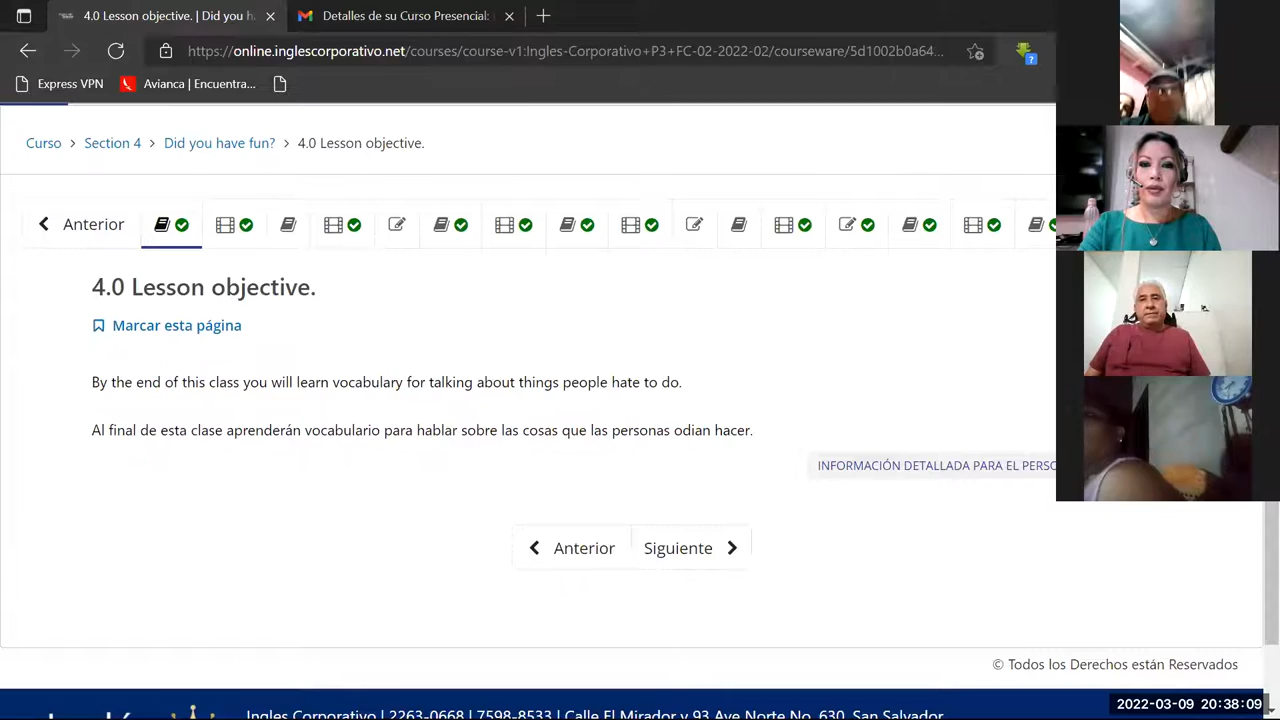 4.0 Lesson objective. | Did you h
Detalles de su Curso Presencial:
https://online.inglescorporativo.net/courses/course-v1:Ingles-Corporativo+P3+FC-02-2022-02/courseware/5d1002b0a64...
Express VPN
Avianca | Encuentra...
Curso > Section 4 > Did you have fun? > 4.0 Lesson objective.
Anterior
4.0 Lesson objective.
Marcar esta página
By the end of this class you will learn vocabulary for talking about things people hate to do.
Al final de esta clase aprenderán vocabulario para hablar sobre las cosas que las personas odian hacer.
INFORMACIÓN DETALLADA PARA EL PERSO
Anterior
Siguiente
© Todos los Derechos están Reservados
Ingles Corporativo | 2263-0668 | 7598-8533 | Calle El Mirador y 93 Ave Norte No. 630, San Salvador
2022-03-09 20:38:09